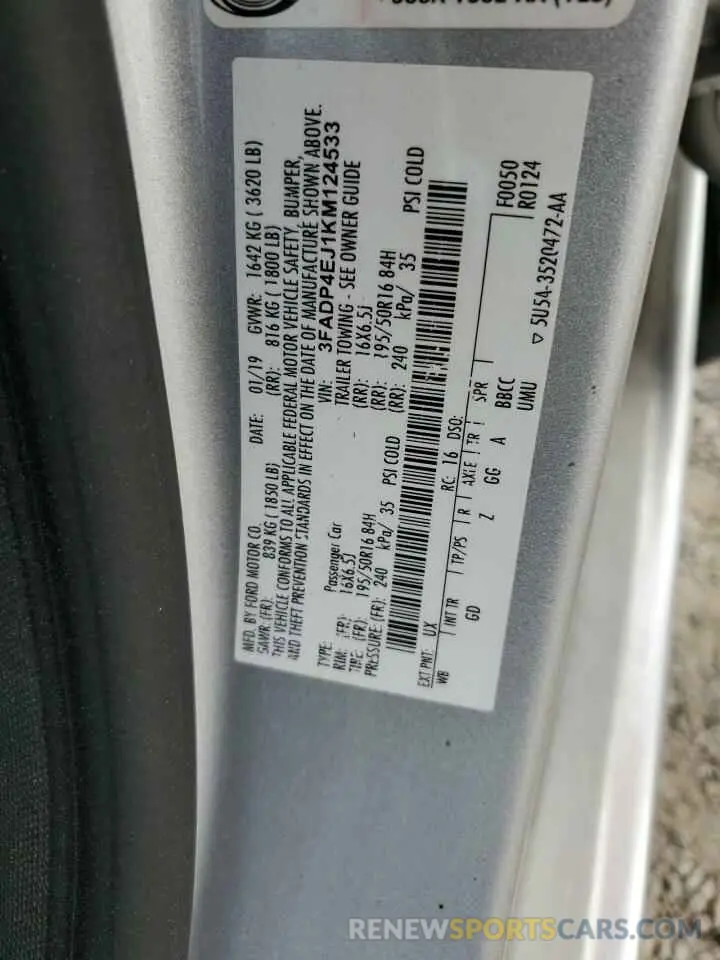 MFD. BY FORD MOTOR CO. DATE: 01/19 GVWR: 1642 KG ( 3620 LB)
GAWR: (FR): 839 KG ( 1850 LB) (RR): 816 KG ( 1800 LB)
THIS VEHICLE CONFORMS TO ALL APPLICABLE FEDERAL MOTOR VEHICLE SAFETY, BUMPER,
AND THEFT PREVENTION STANDARDS IN EFFECT ON THE DATE OF MANUFACTURE SHOWN ABOVE.
VIN: 3FADP4EJ1KM124533
TYPE: Passenger Car TRAILER TOWING - SEE OWNER GUIDE
RIM: (FR): 16X6.5J (RR): 16X6.5J
TIRE (FR): 195/50R16 84H (RR): 195/50R16 84H
PRESSURE:(FR): 240 kPa/ 35 PSI COLD (RR): 240 kPa/ 35 PSI COLD
EXT PNT: UX RC: 16 DSO: F0050
WB INT TR TP/PS R AXLE TR SPR R0124
GD Z GG A BBCC
UMU
▽ 5U5A-3520472-AA
RENEWSPORTSCARS.COM